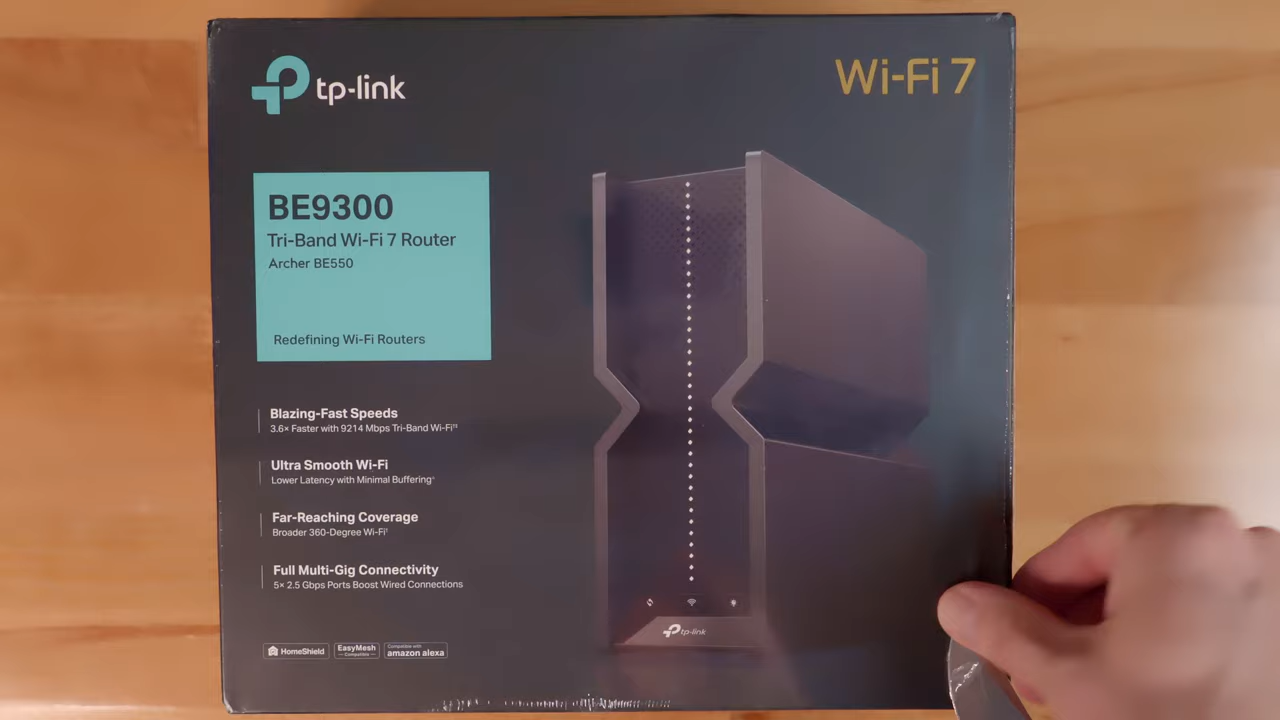 tp-link
Wi-Fi 7
BE9300
Tri-Band Wi-Fi 7 Router
Archer BE550
Redefining Wi-Fi Routers
Blazing-Fast Speeds
3.6× Faster with 9214 Mbps Tri-Band Wi-Fi
Ultra Smooth Wi-Fi
Lower Latency with Minimal Buffering
Far-Reaching Coverage
Broader 360-Degree Wi-Fi
Full Multi-Gig Connectivity
5× 2.5 Gbps Ports Boost Wired Connections
tp-link
HomeShield
EasyMesh
Compatible
Compatible with
amazon alexa